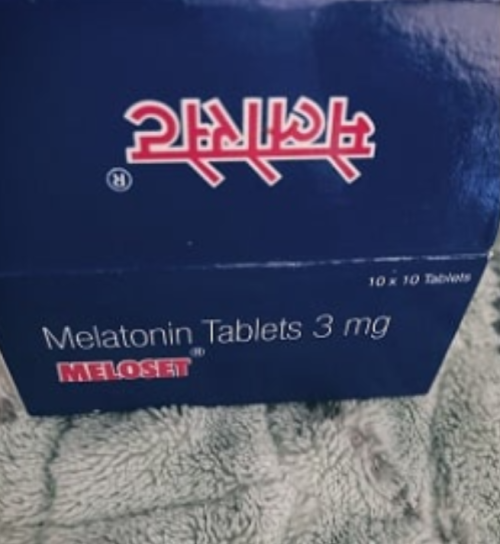 मेलोसेट
®
10 x 10 Tablets
Melatonin Tablets 3 mg
MELOSET®